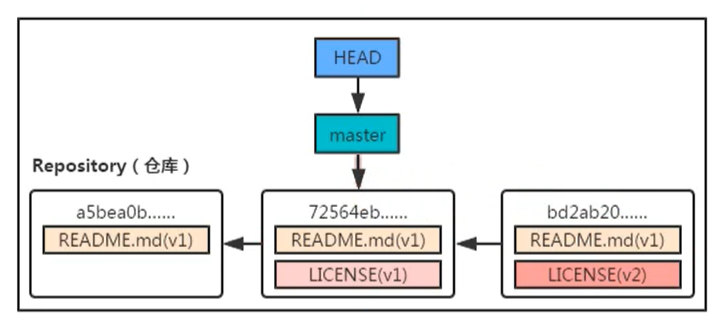 HEAD
master
Repository（仓库）
a5bea0b......
README.md(v1)
72564eb......
README.md(v1)
LICENSE(v1)
bd2ab20......
README.md(v1)
LICENSE(v2)